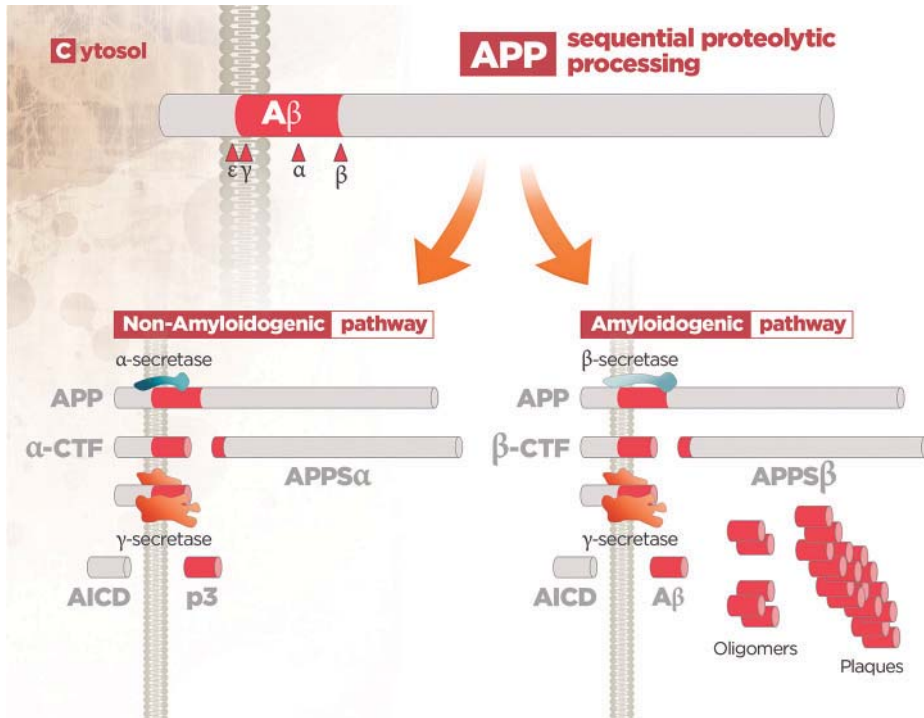 Cytosol
APP sequential proteolytic
processing
Aβ
ε γ α β
Non-Amyloidogenic pathway
α-secretase
APP
α-CTF
APPSα
γ-secretase
AICD p3
Amyloidogenic pathway
β-secretase
APP
β-CTF
APPSβ
γ-secretase
AICD Aβ
Oligomers
Plaques